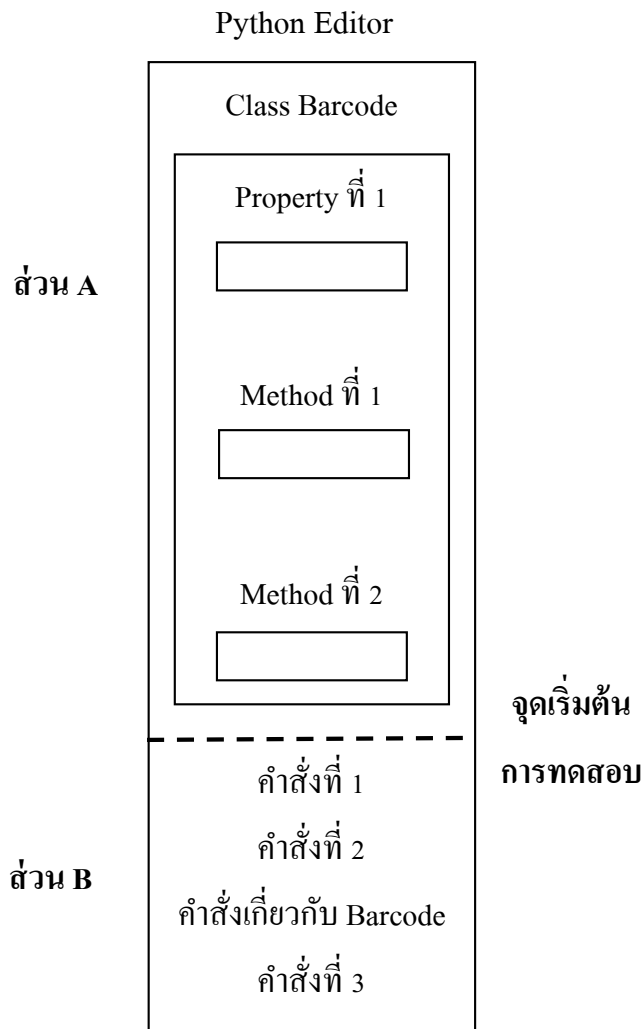 Python Editor
Class Barcode
Property ที่ 1
ส่วน A
Method ที่ 1
Method ที่ 2
จุดเริ่มต้น
การทดสอบ
คำสั่งที่ 1
คำสั่งที่ 2
ส่วน B
คำสั่งเกี่ยวกับ Barcode
คำสั่งที่ 3